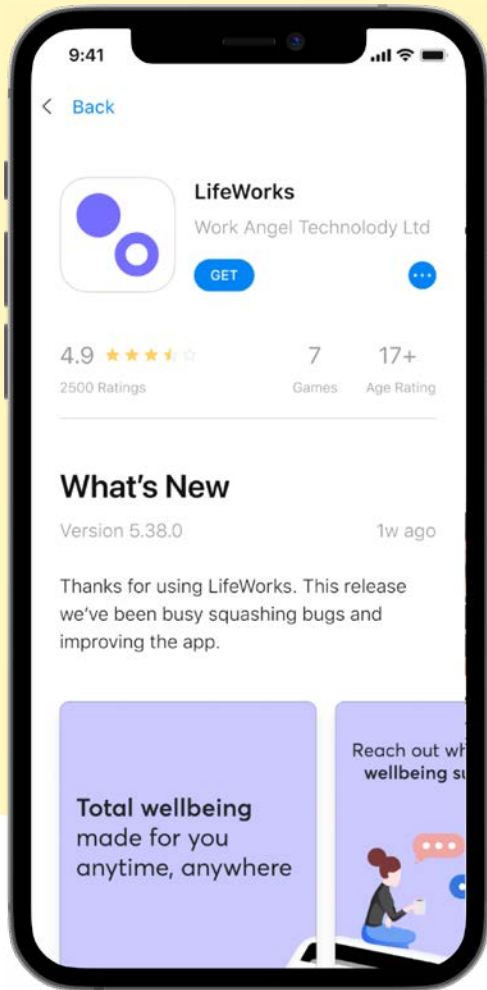 9:41
Back
LifeWorks
Work Angel Technolody Ltd
GET
4.9
7
17+
2500 Ratings
Games
Age Rating
What's New
Version 5.38.0
1w ago
Thanks for using LifeWorks. This release
we've been busy squashing bugs and
improving the app.
Total wellbeing
made for you
anytime, anywhere
Reach out
wellbeing